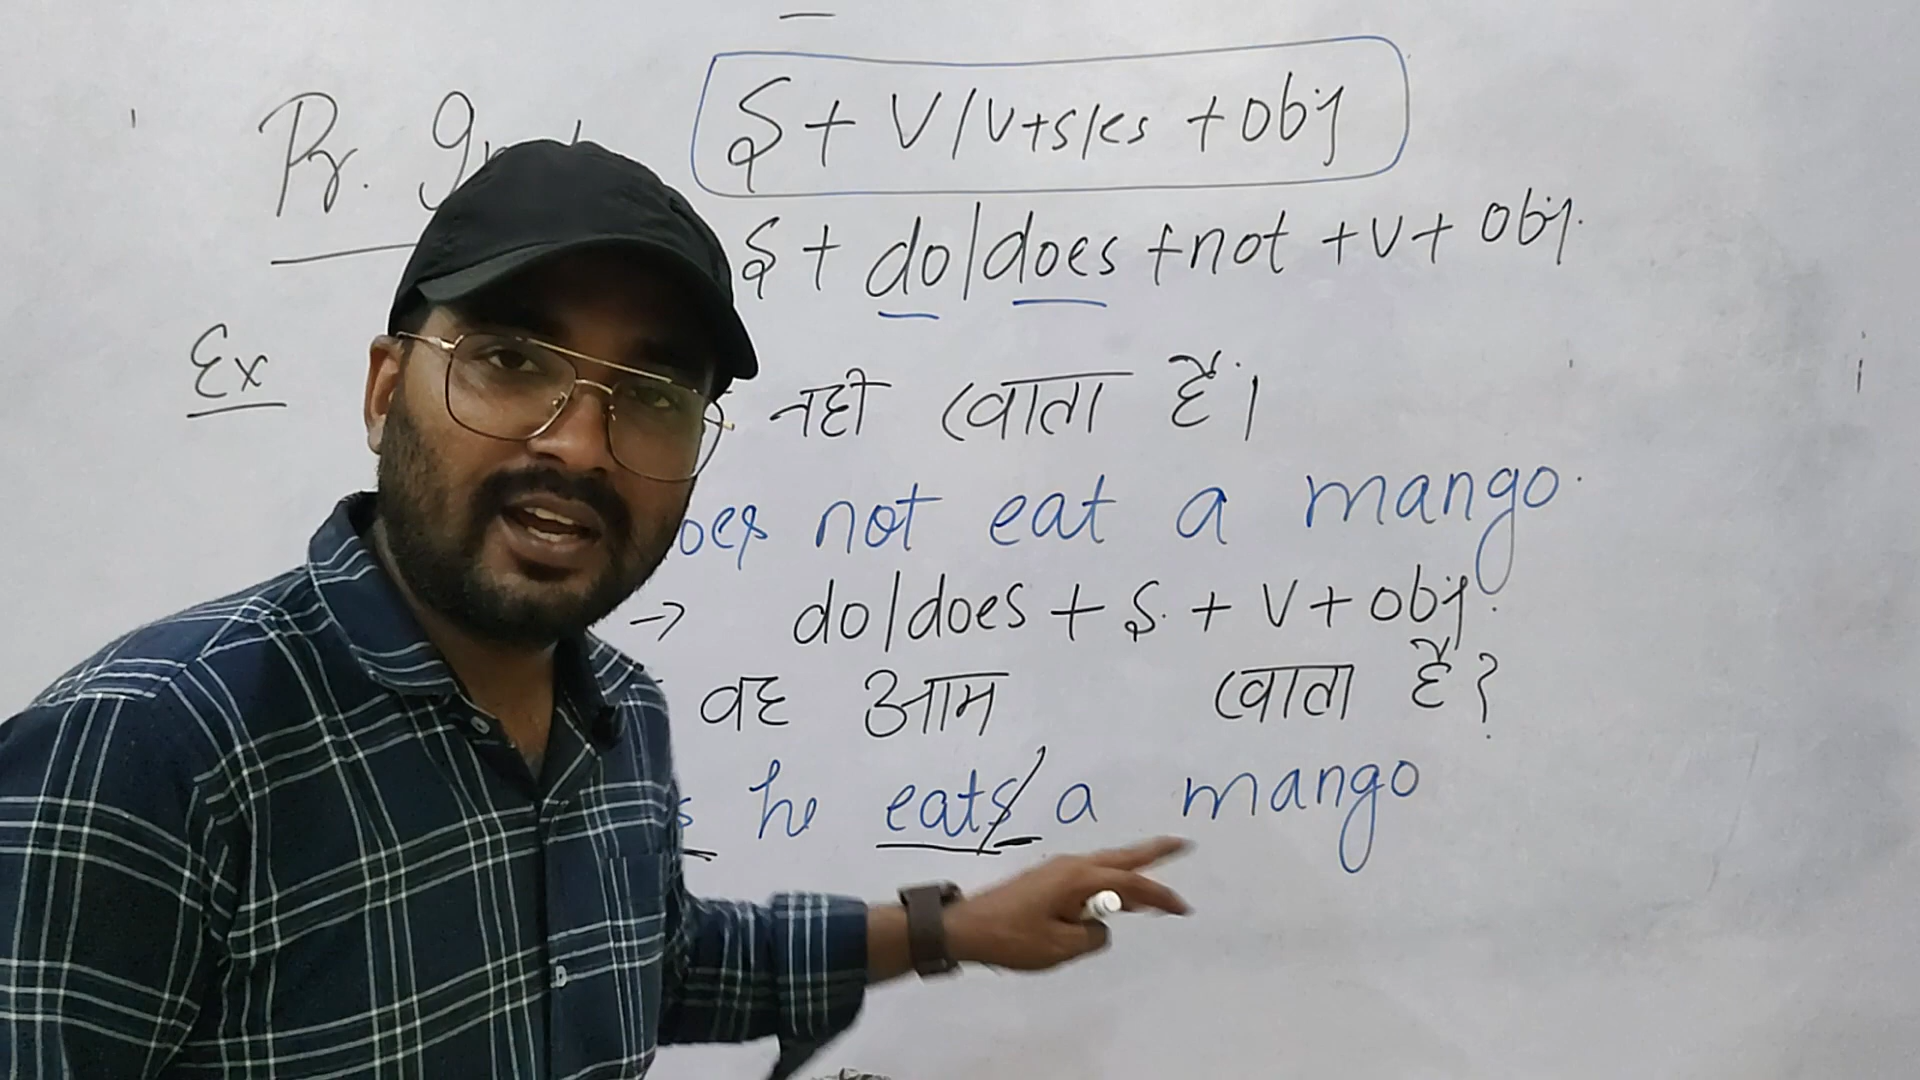 Pr. S + V/V+s/es + obj
S + do/does + not + V + obj.
Ex नही खाता है।
not eat a mango.
→ do/does + S. + V + obj.
वह आम खाता है?
he eats a mango